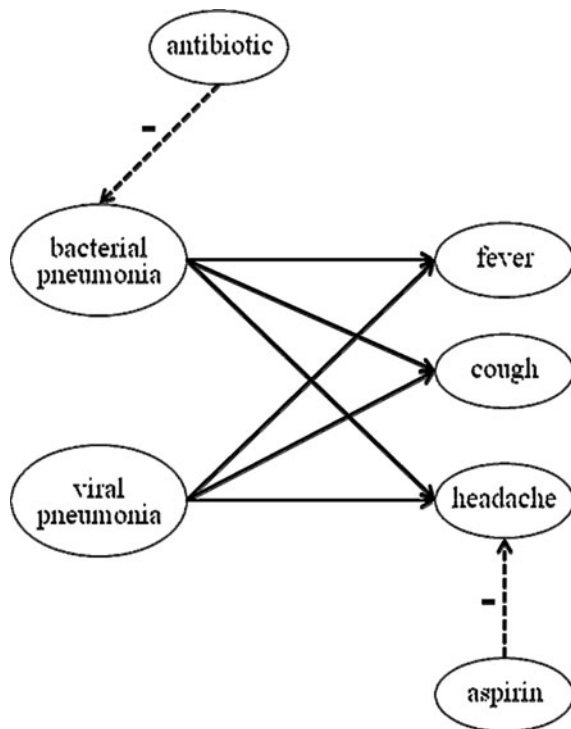 antibiotic
-
bacterial
pneumonia
fever
cough
viral
pneumonia
headache
-
aspirin